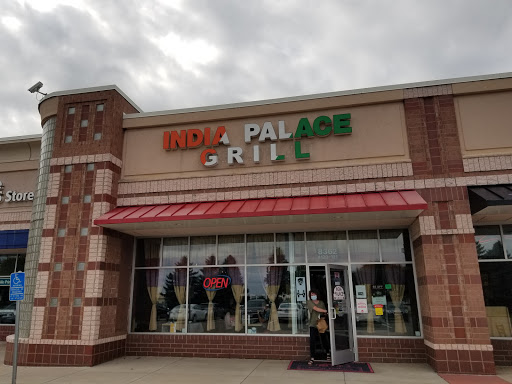 INDIA PALACE
GRILL
Store
OPEN